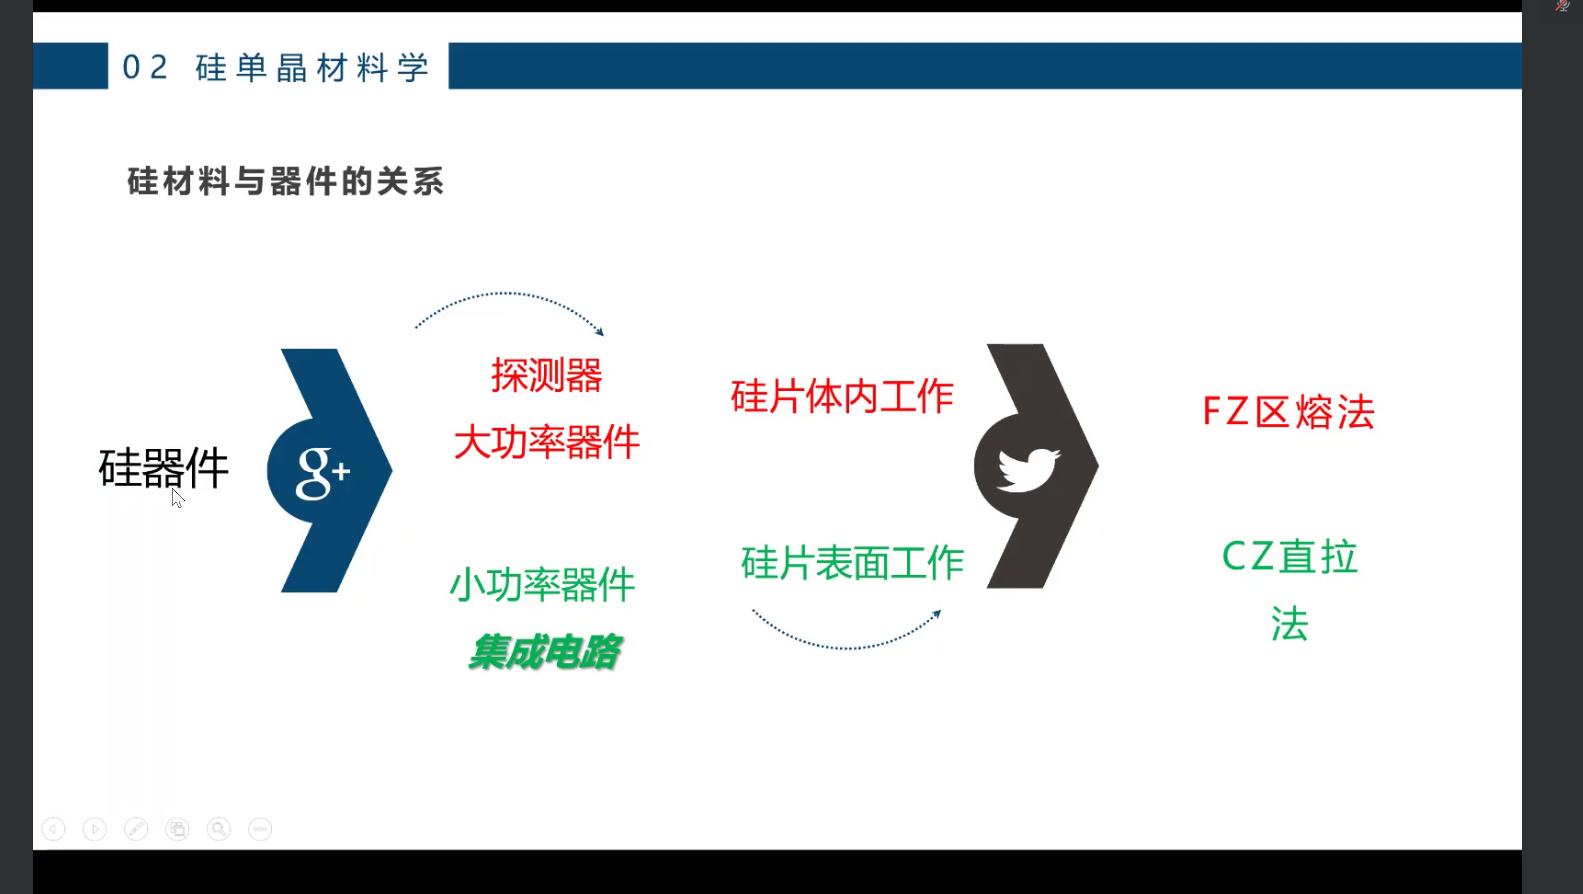 02 硅单晶材料学
硅材料与器件的关系
硅器件
g+
探测器
大功率器件
小功率器件
集成电路
硅片体内工作
硅片表面工作
FZ区熔法
CZ直拉
法